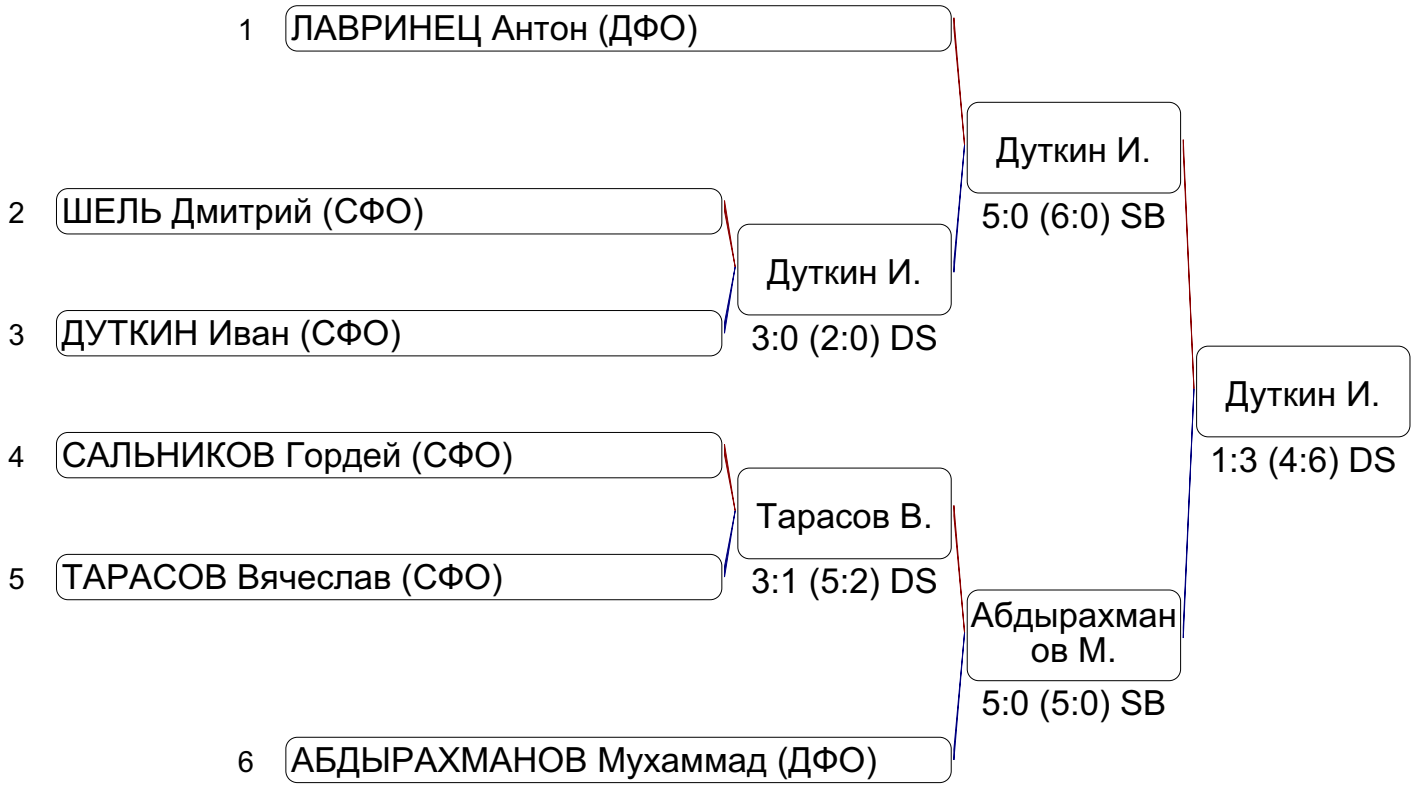 1 ЛАВРИНЕЦ Антон (ДФО)
Дуткин И.
5:0 (6:0) SB
2 ШЕЛЬ Дмитрий (СФО)
Дуткин И.
3:0 (2:0) DS
3 ДУТКИН Иван (СФО)
Дуткин И.
1:3 (4:6) DS
4 САЛЬНИКОВ Гордей (СФО)
Тарасов В.
3:1 (5:2) DS
5 ТАРАСОВ Вячеслав (СФО)
Абдырахман
ов М.
5:0 (5:0) SB
6 АБДЫРАХМАНОВ Мухаммад (ДФО)